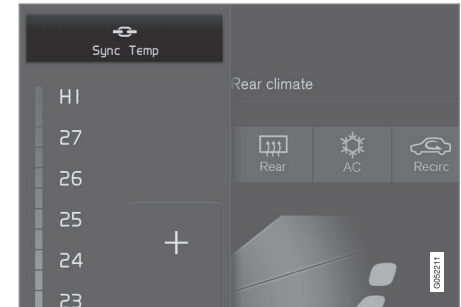 Sync Temp
Rear climate
HI
27
26
25
24
23
Rear
AC
Recirc
G052211